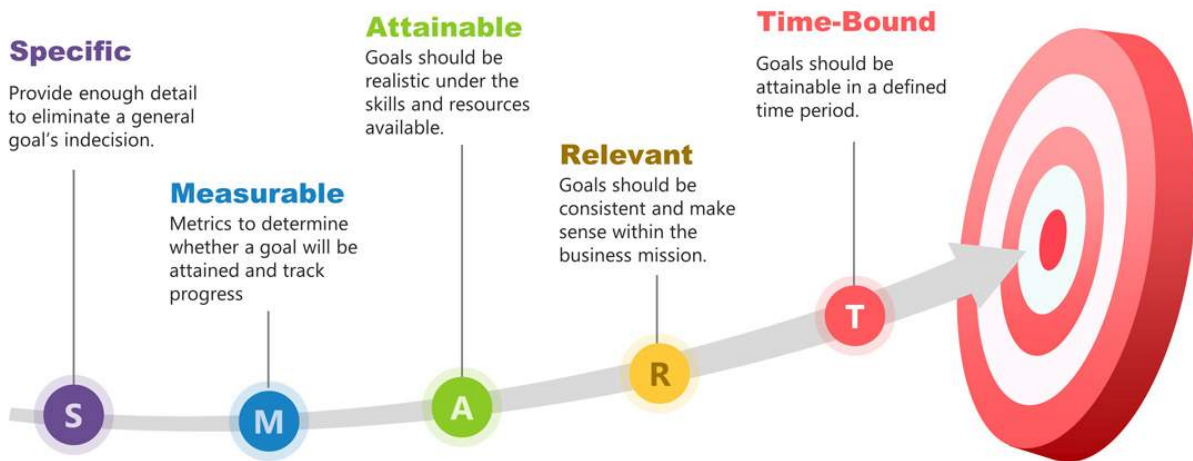 Specific
Provide enough detail
to eliminate a general
goal's indecision.
Measurable
Metrics to determine
whether a goal will be
attained and track
progress
Attainable
Goals should be
realistic under the
skills and resources
available.
Relevant
Goals should be
consistent and make
sense within the
business mission.
Time-Bound
Goals should be
attainable in a defined
time period.
S
M
A
R
T